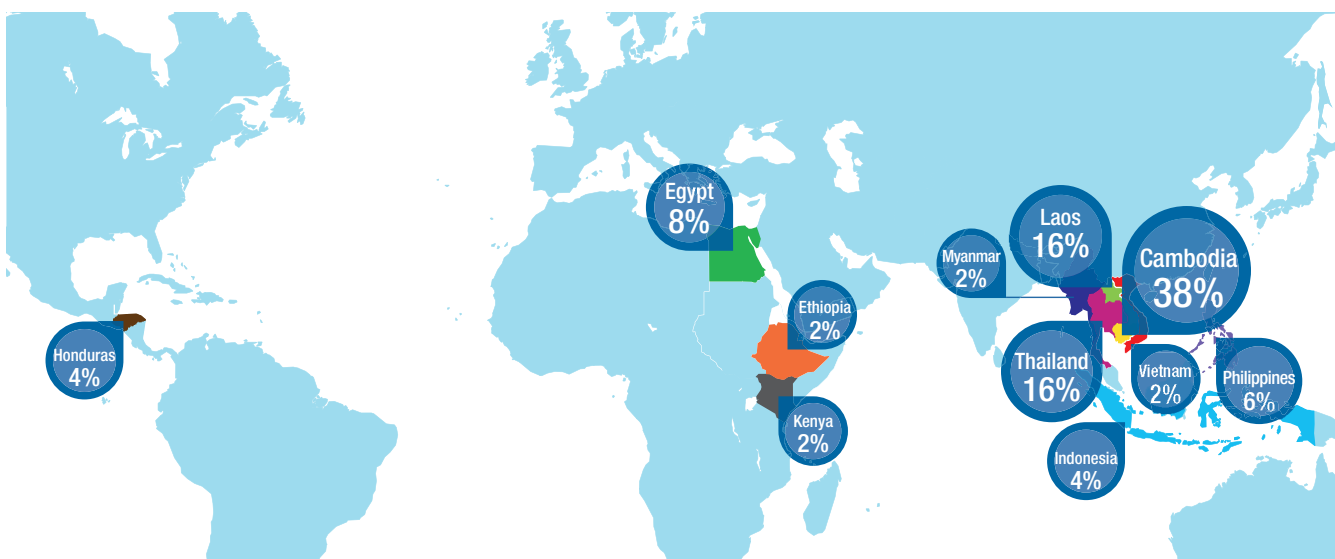 Egypt
8%
Laos
16%
Myanmar
2%
Cambodia
38%
Ethiopia
2%
Honduras
4%
Thailand
16%
Vietnam
2%
Philippines
6%
Kenya
2%
Indonesia
4%